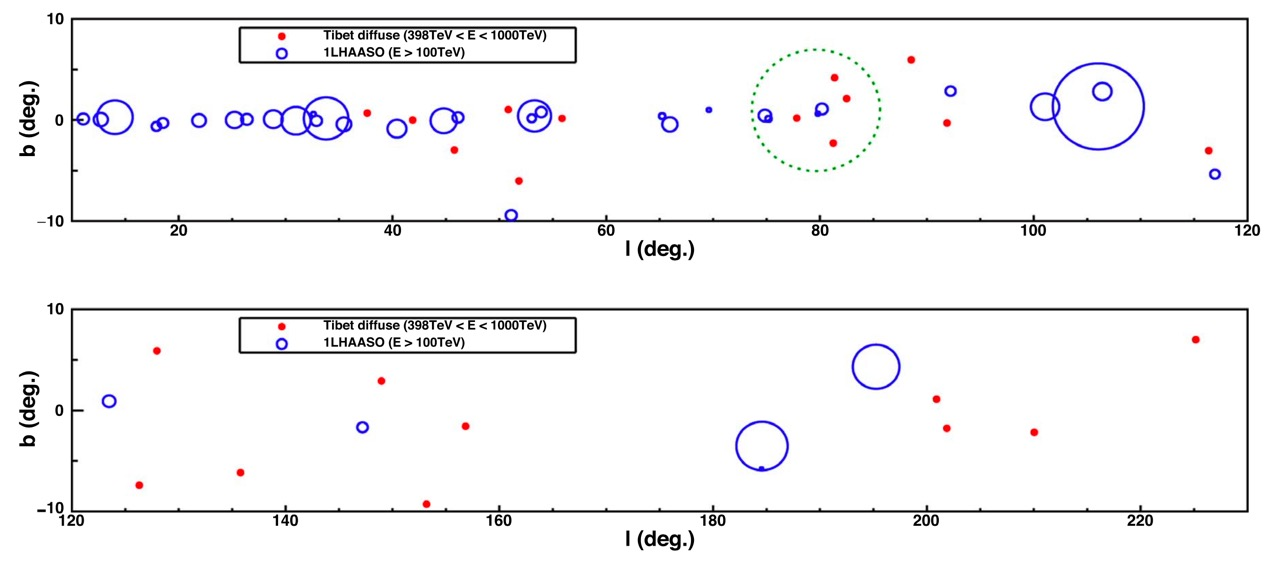 10
Tibet diffuse (398TeV < E < 1000TeV)
1LHAASO (E > 100TeV)
b (deg.)
0
−10
20 40 60 80 100 120
l (deg.)
10
Tibet diffuse (398TeV < E < 1000TeV)
1LHAASO (E > 100TeV)
b (deg.)
0
−10
120 140 160 180 200 220
l (deg.)